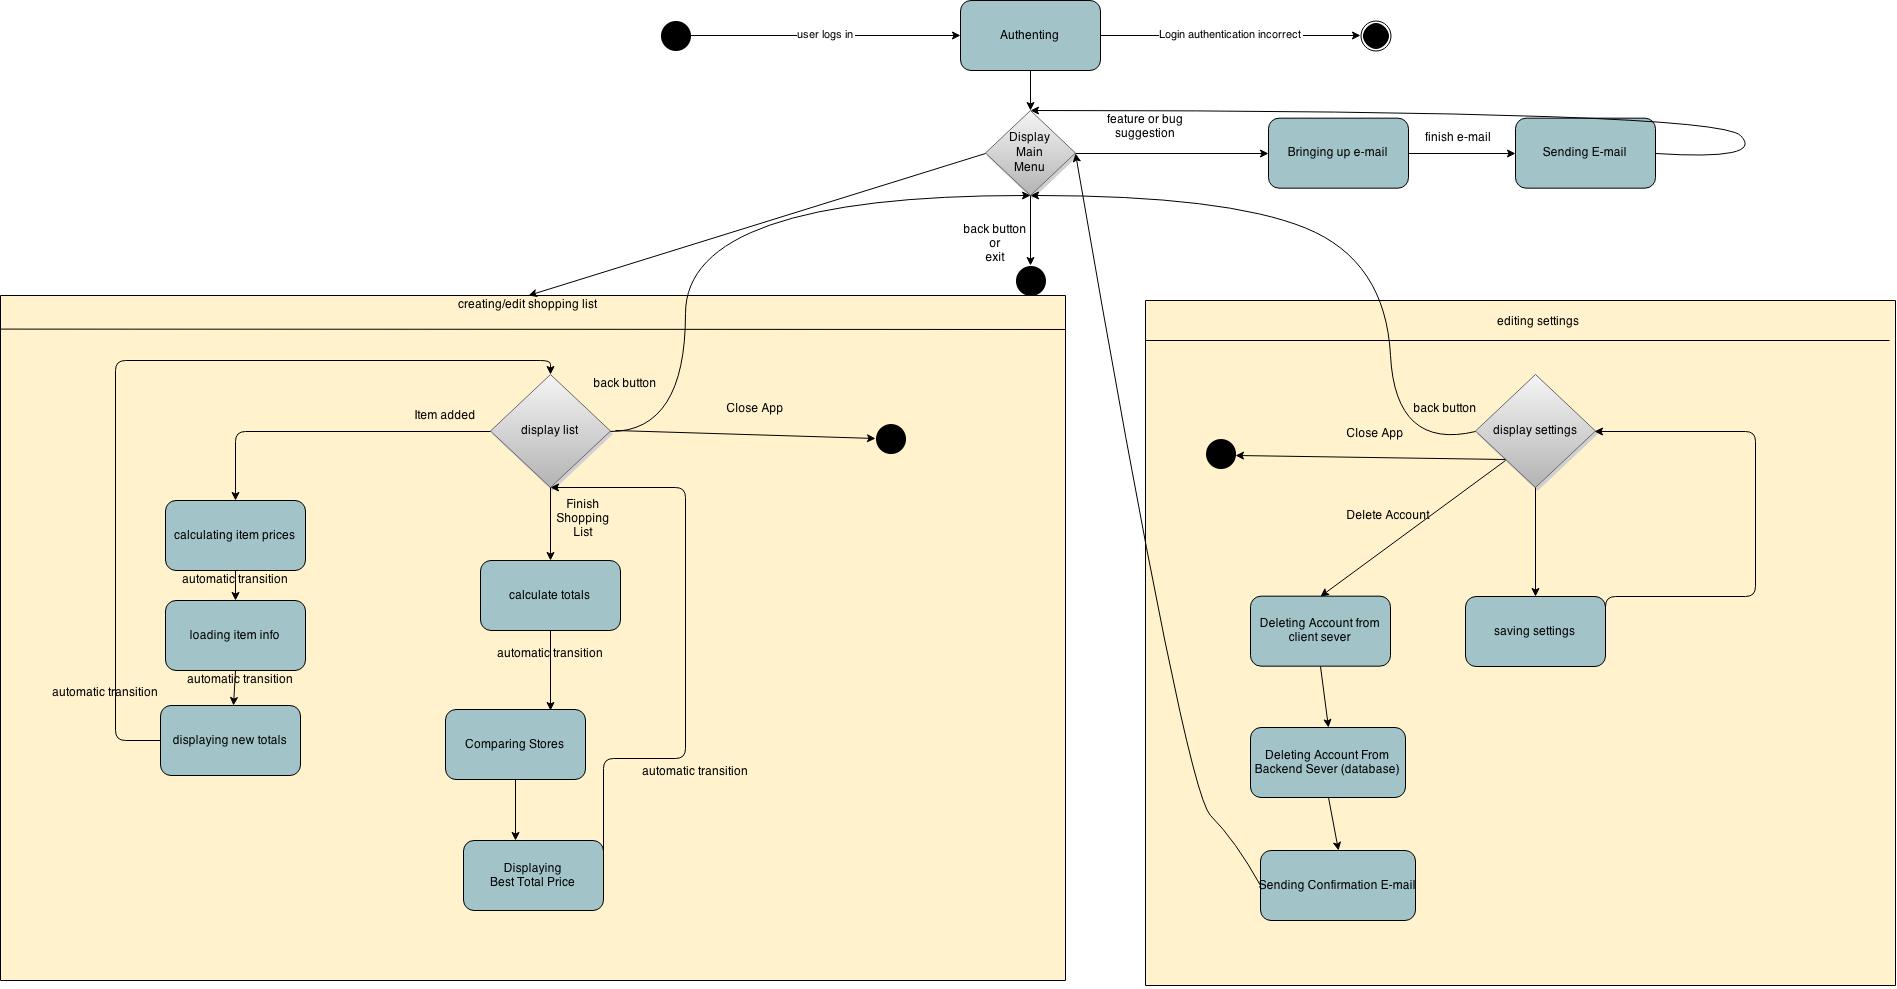 user logs in
Authenting
Login authentication incorrect
Display
Main
Menu
feature or bug
suggestion
Bringing up e-mail
finish e-mail
Sending E-mail
back button
or
exit
creating/edit shopping list
back button
Close App
Item added
display list
Finish
Shopping
List
calculating item prices
automatic transition
loading item info
automatic transition
automatic transition
displaying new totals
calculate totals
automatic transition
Comparing Stores
automatic transition
Displaying
Best Total Price
editing settings
back button
display settings
Close App
Delete Account
Deleting Account from
client sever
saving settings
Deleting Account From
Backend Sever (database)
Sending Confirmation E-mail